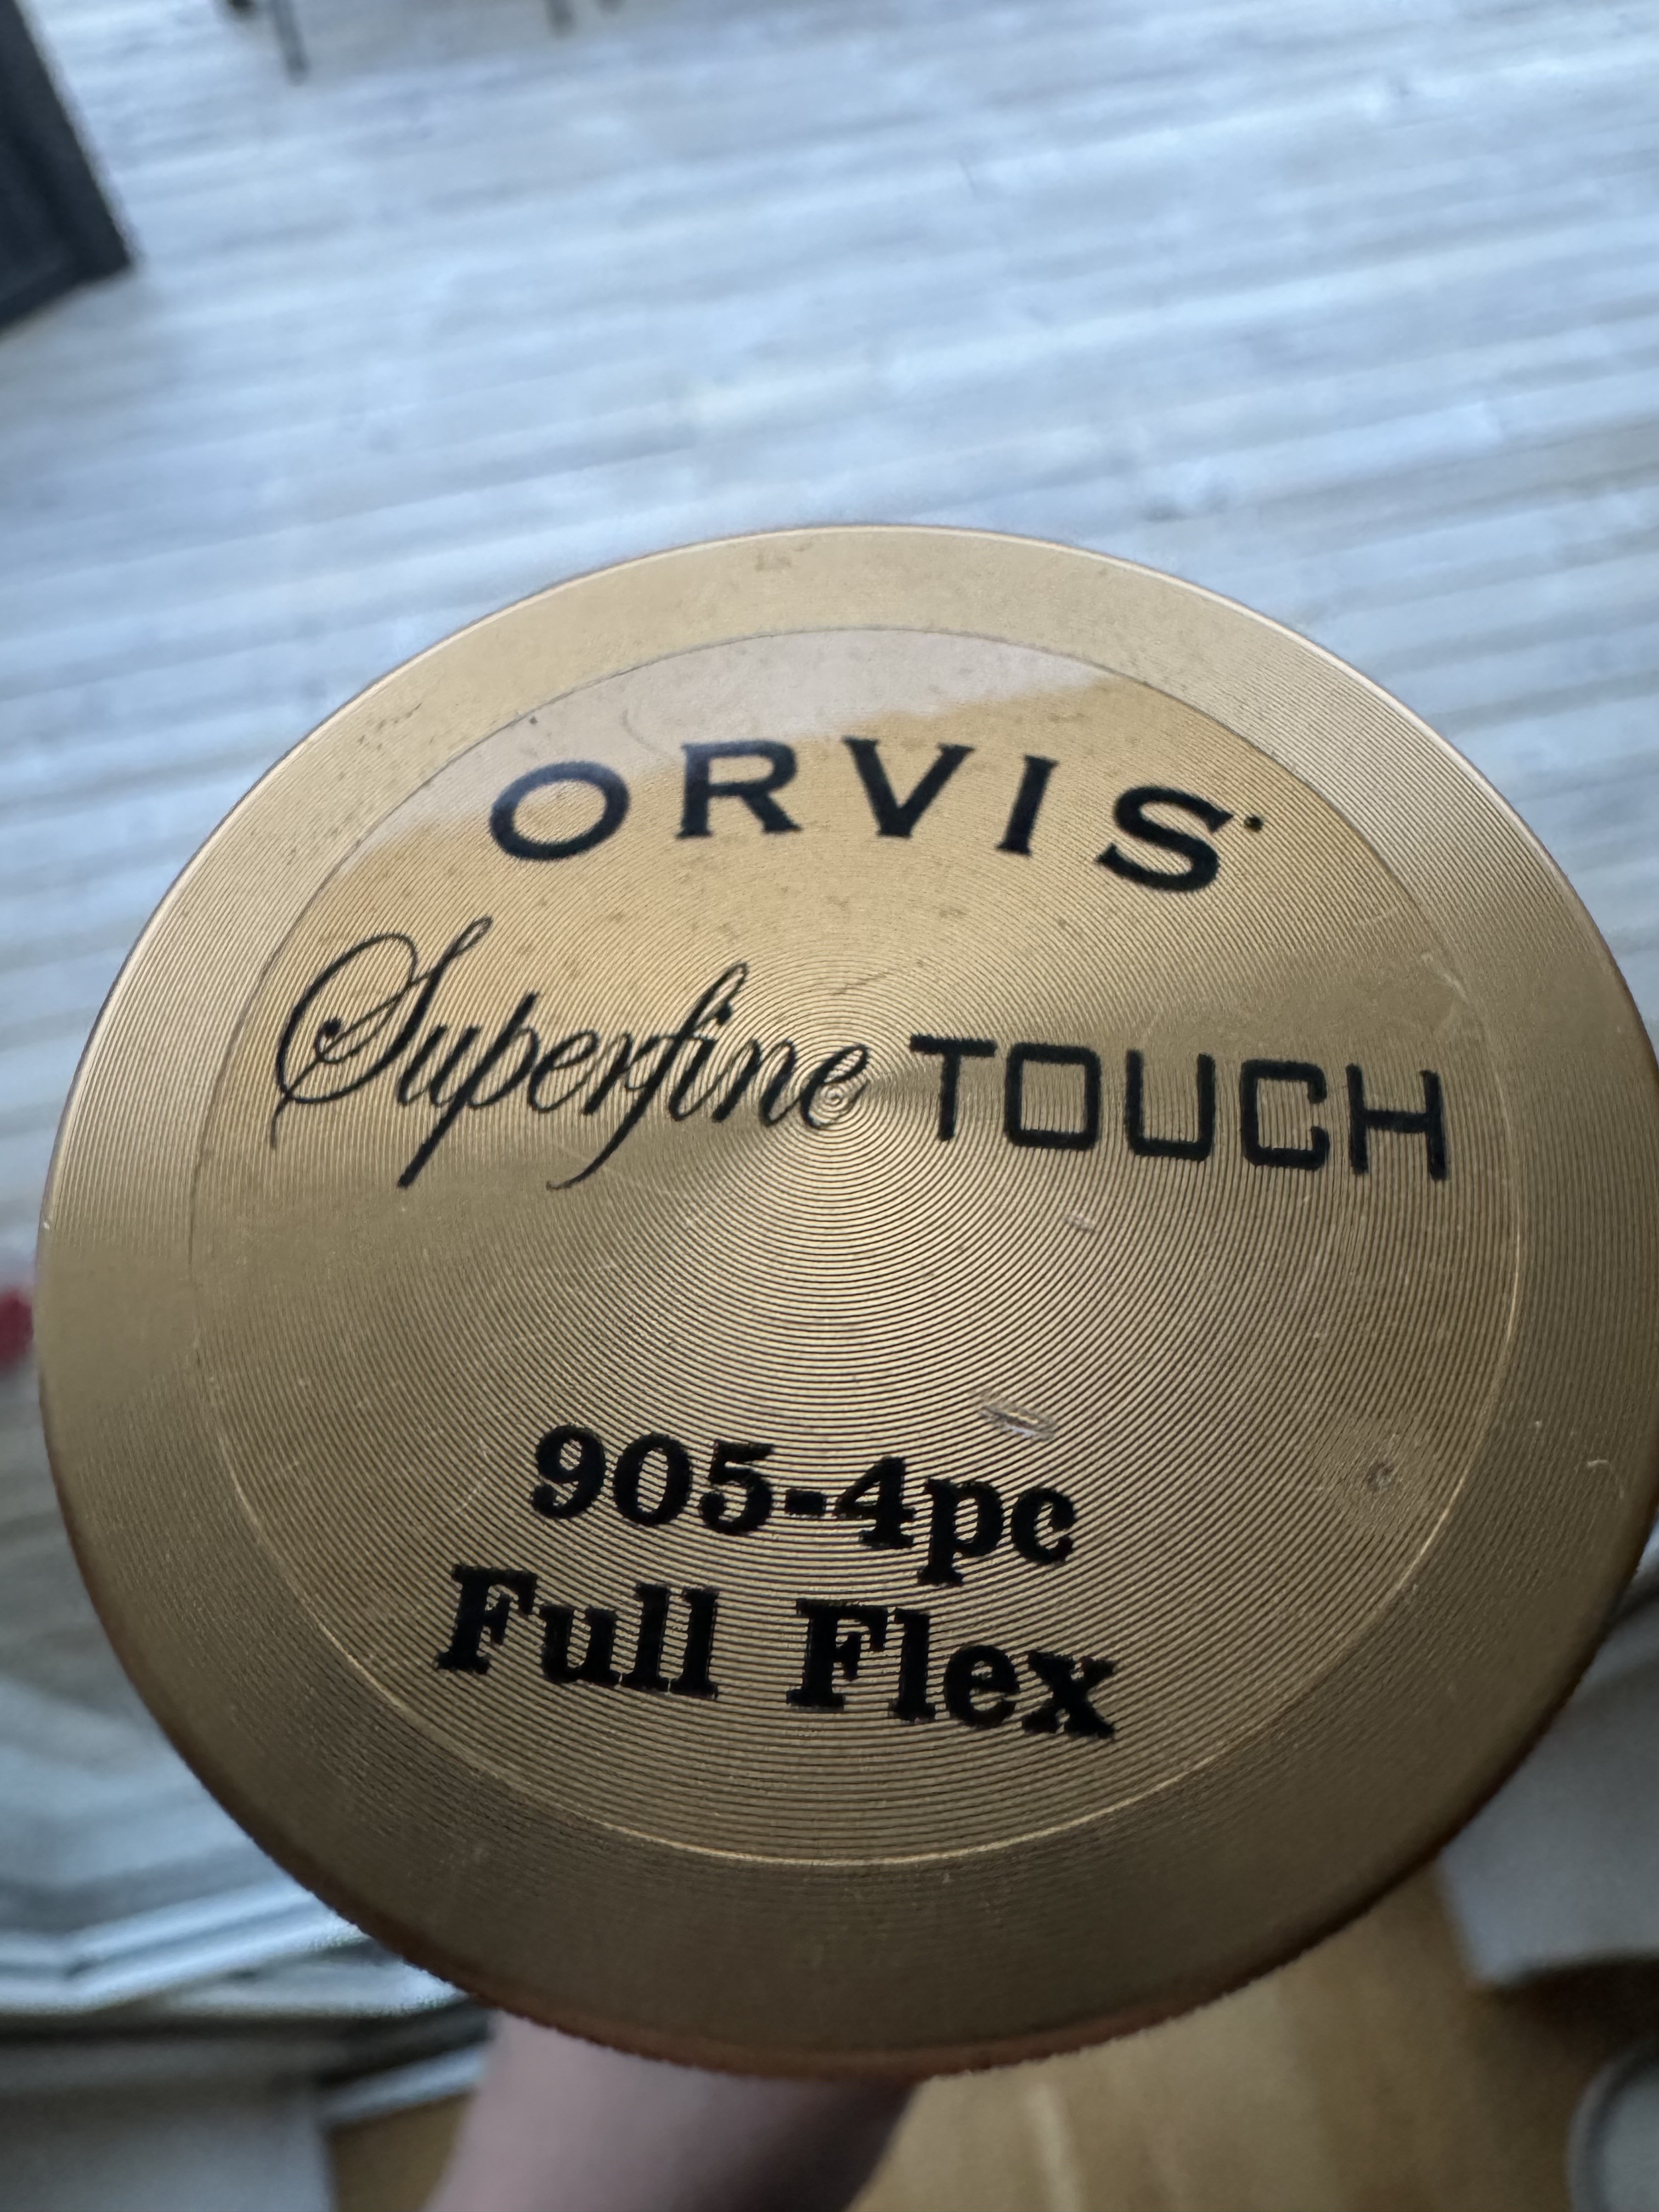 ORVIS
Superfine TOUCH
905-4pc
Full Flex